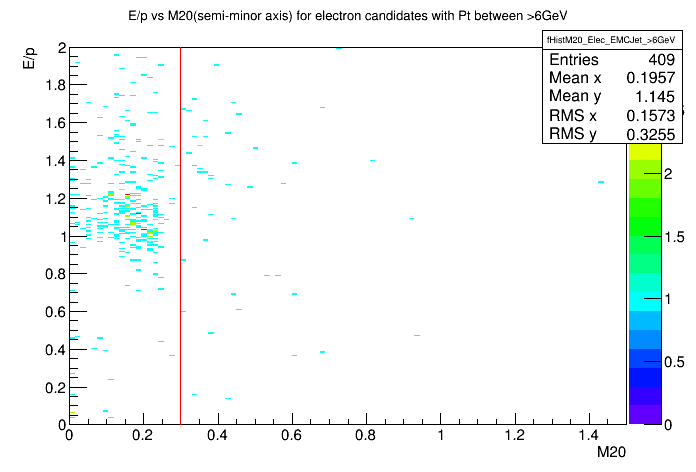 E/p vs M20(semi-minor axis) for electron candidates with Pt between >6GeV
fHistM20_Elec_EMCJet_>6GeV
Entries 409
Mean x 0.1957
Mean y 1.145
RMS x 0.1573
RMS y 0.3255
E/p
2
1.8
1.6
1.4
1.2
1
0.8
0.6
0.4
0.2
0
0 0.2 0.4 0.6 0.8 1 1.2 1.4
M20
2
1.5
1
0.5
0